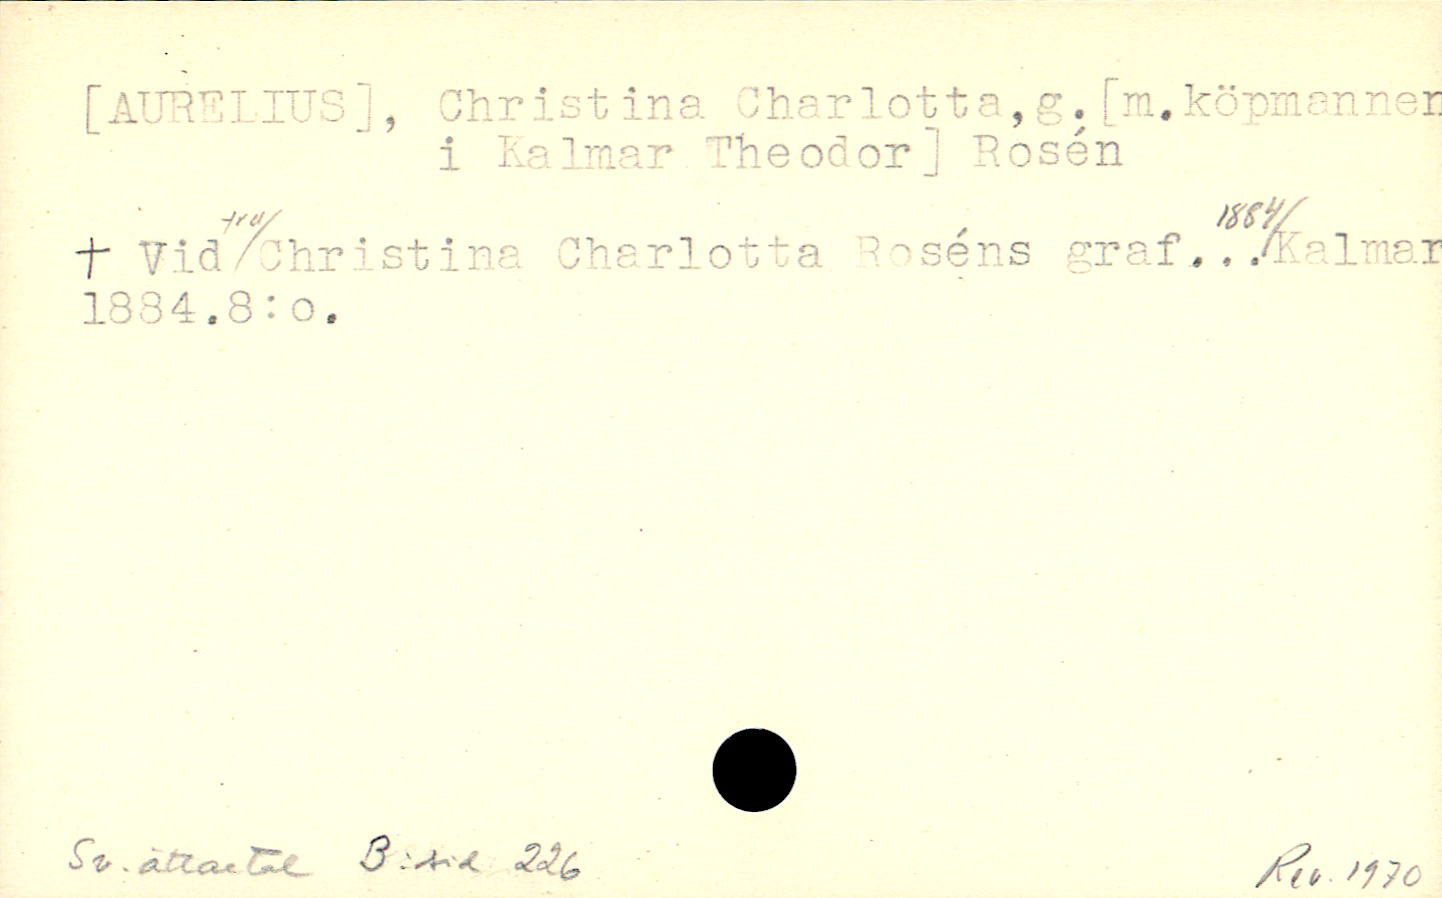 [AURELIUS], Christina Charlotta, g. [m. köpmannen
i Kalmar Theodor] Rosén
fru/ 1884/
† Vid /Christina Charlotta Roséns graf.../Kalmar
1884. 8:o.
Sv. ättartal B: sid 226
Rev. 1970